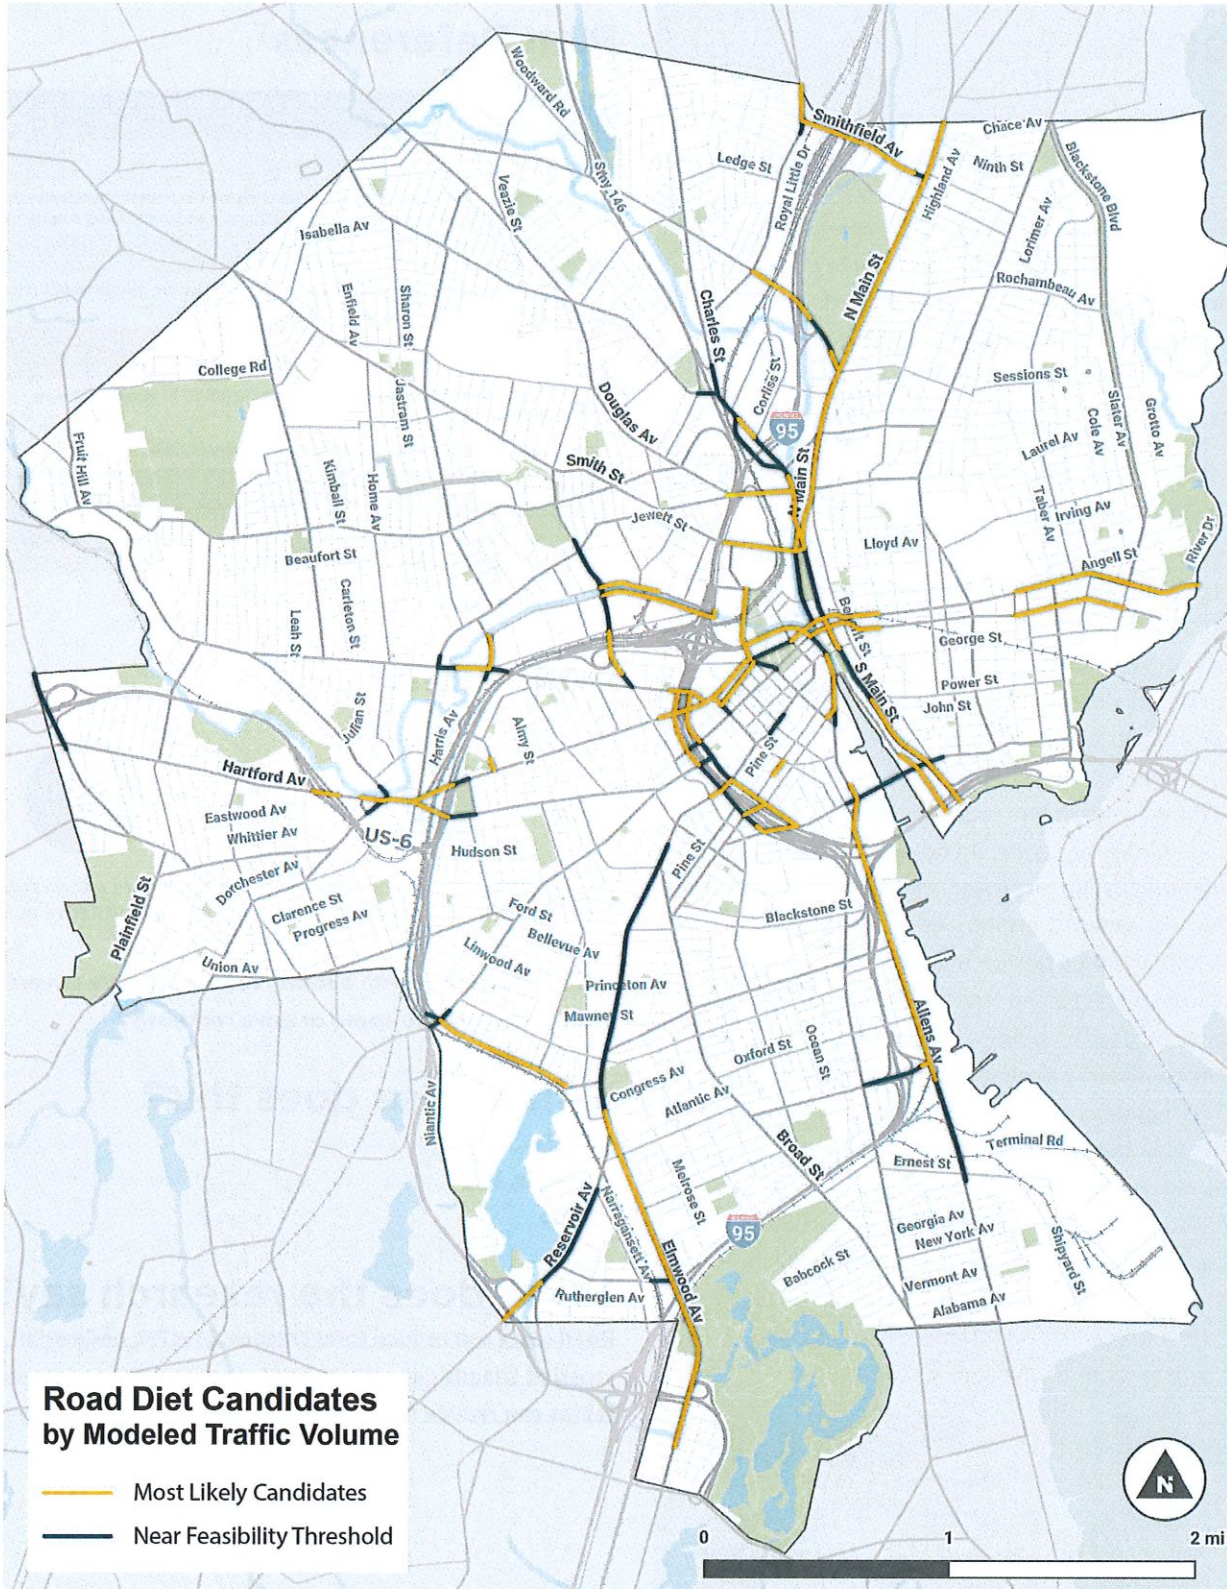 Woodward Rd
Smithfield Av
Chace Av
Blackstone Blvd
Ledge St
Royal Little Dr
Ninth St
Highland Av
Smy 146
Veazie St
Lorimer Av
Isabella Av
N Main St
Rochambeau Av
Enfield Av
Sharon St
Charles St
College Rd
Corliss St
Sessions St
Jastram St
Douglas Av
95
Slater Av
Cole Av
Grotto Av
Laurel Av
Fruit Hill Av
Kimball St
Home Av
Smith St
N Main St
Taber Av
Irving Av
Jewett St
Lloyd Av
River Dr
Beaufort St
Angell St
Carleton St
Leah St
George St
S Main St
Power St
John St
Julian St
Harris Av
Almy St
Pine St
Hartford Av
Eastwood Av
Whittier Av
US-6
Hudson St
Pine St
Dorchester Av
Plainfield St
Clarence St
Progress Av
Ford St
Blackstone St
Bellevue Av
Linwood Av
Union Av
Princeton Av
Mawney St
Allens Av
Ocean St
Oxford St
Congress Av
Atlantic Av
Niantic Av
Broad St
Terminal Rd
Ernest St
Melrose St
Reservoir Av
Narragansett Av
Georgia Av
New York Av
95
Shipyard St
Elmwood Av
Babcock St
Vermont Av
Rutherglen Av
Alabama Av
Road Diet Candidates
by Modeled Traffic Volume
Most Likely Candidates
Near Feasibility Threshold
N
0 1 2 mi